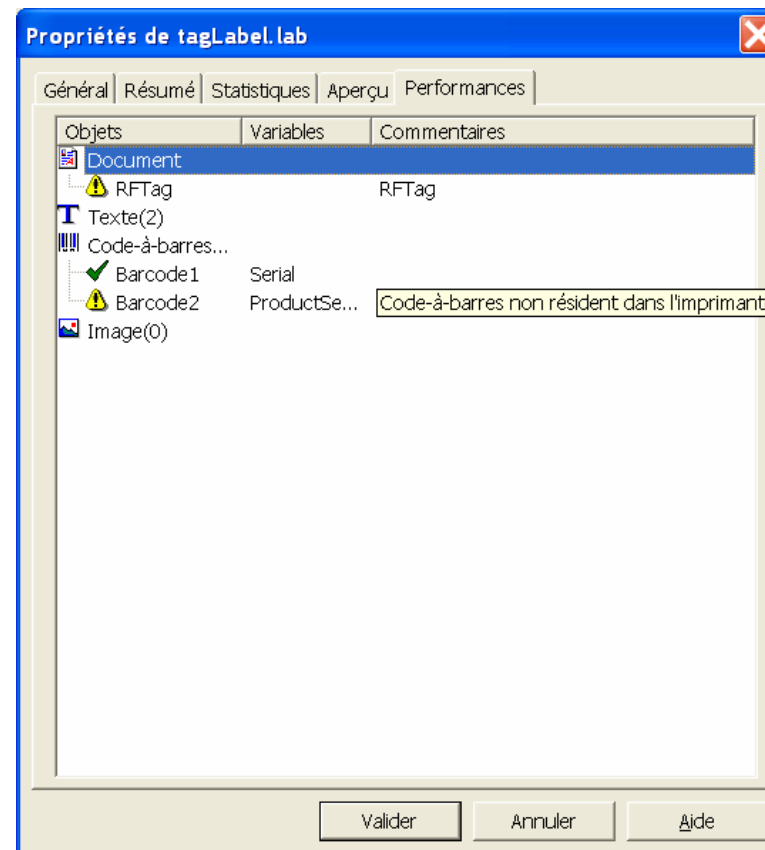 Propriétés de tagLabel.lab
Général Résumé Statistiques Aperçu Performances
Objets Variables Commentaires
Document
RFTag RFTag
Texte(2)
Code-à-barres...
Barcode1 Serial
Barcode2 ProductSe... Code-à-barres non résident dans l'imprimant
Image(0)
Valider Annuler Aide